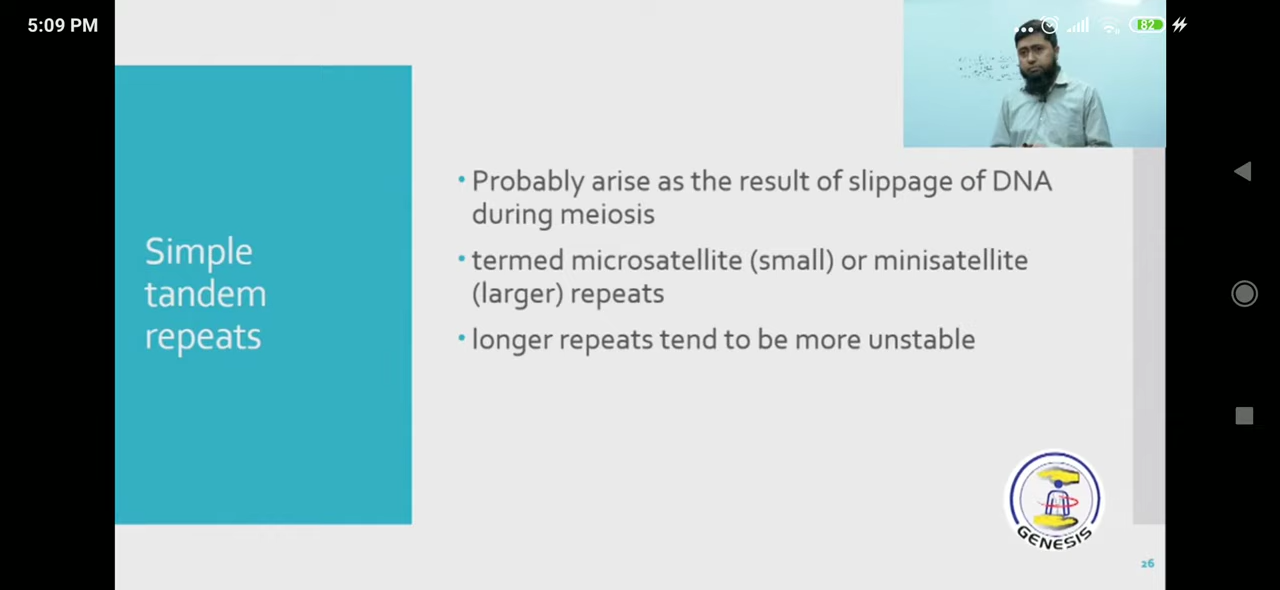 5:09 PM
82
Simple
tandem
repeats
• Probably arise as the result of slippage of DNA
during meiosis
• termed microsatellite (small) or minisatellite
(larger) repeats
• longer repeats tend to be more unstable
GENESIS
26